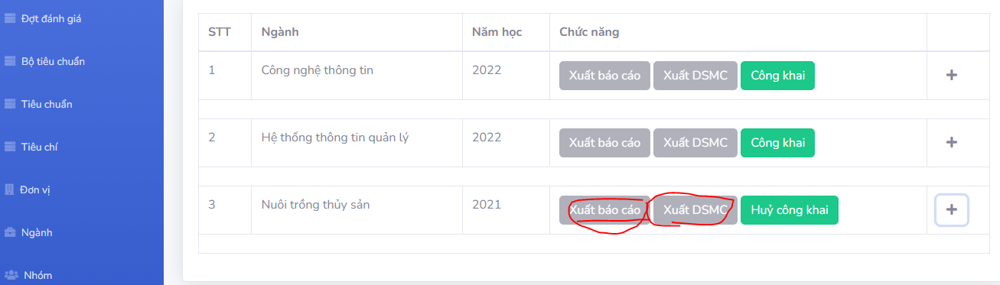 Đợt đánh giá
Bộ tiêu chuẩn
Tiêu chuẩn
Tiêu chí
Đơn vị
Ngành
Nhóm
STT Ngành Năm học Chức năng
1 Công nghệ thông tin 2022 Xuất báo cáo Xuất DSMC Công khai +
2 Hệ thống thông tin quản lý 2022 Xuất báo cáo Xuất DSMC Công khai +
3 Nuôi trồng thủy sản 2021 Xuất báo cáo Xuất DSMC Huỷ công khai +